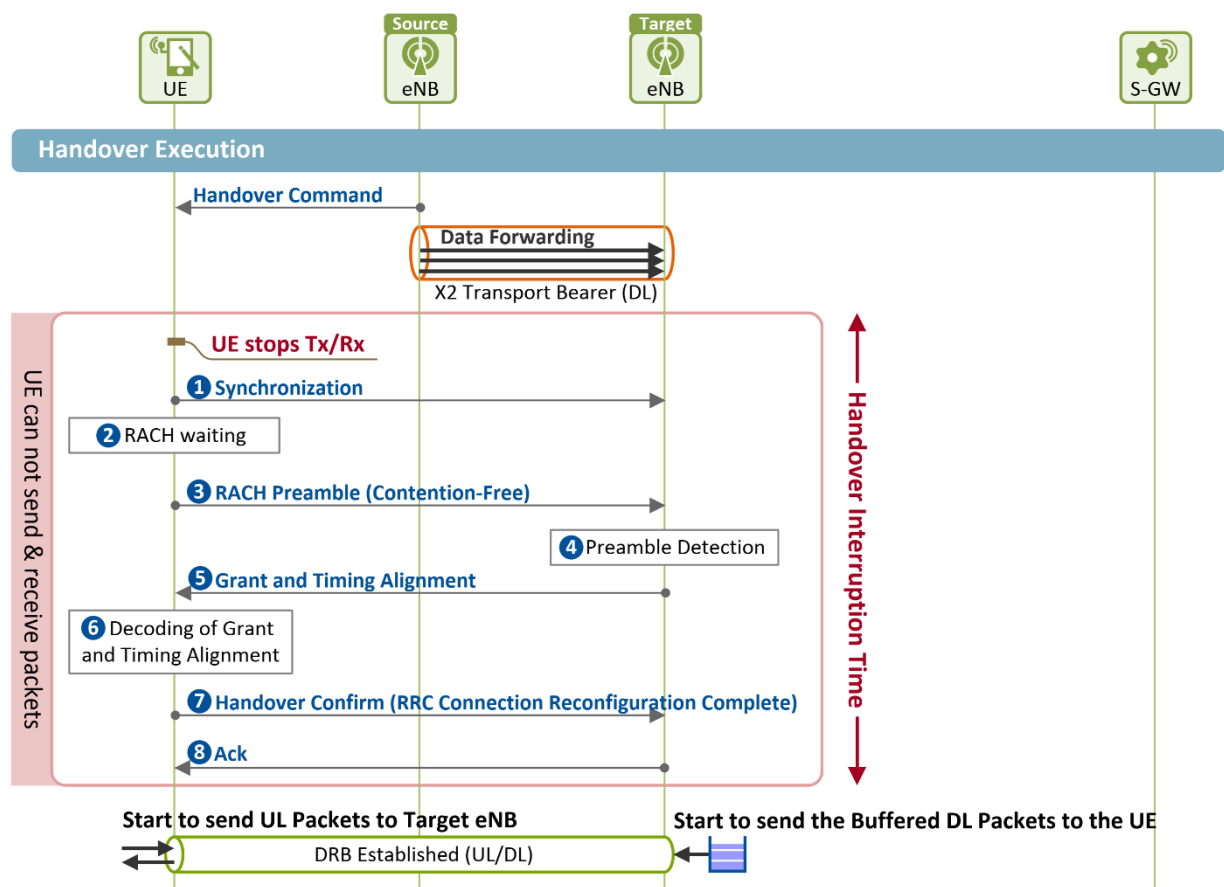 Source
Target
UE
eNB
eNB
S-GW
Handover Execution
Handover Command
Data Forwarding
X2 Transport Bearer (DL)
UE can not send & receive packets
UE stops Tx/Rx
1 Synchronization
2 RACH waiting
3 RACH Preamble (Contention-Free)
4 Preamble Detection
5 Grant and Timing Alignment
6 Decoding of Grant
and Timing Alignment
7 Handover Confirm (RRC Connection Reconfiguration Complete)
8 Ack
Handover Interruption Time
Start to send UL Packets to Target eNB
Start to send the Buffered DL Packets to the UE
DRB Established (UL/DL)